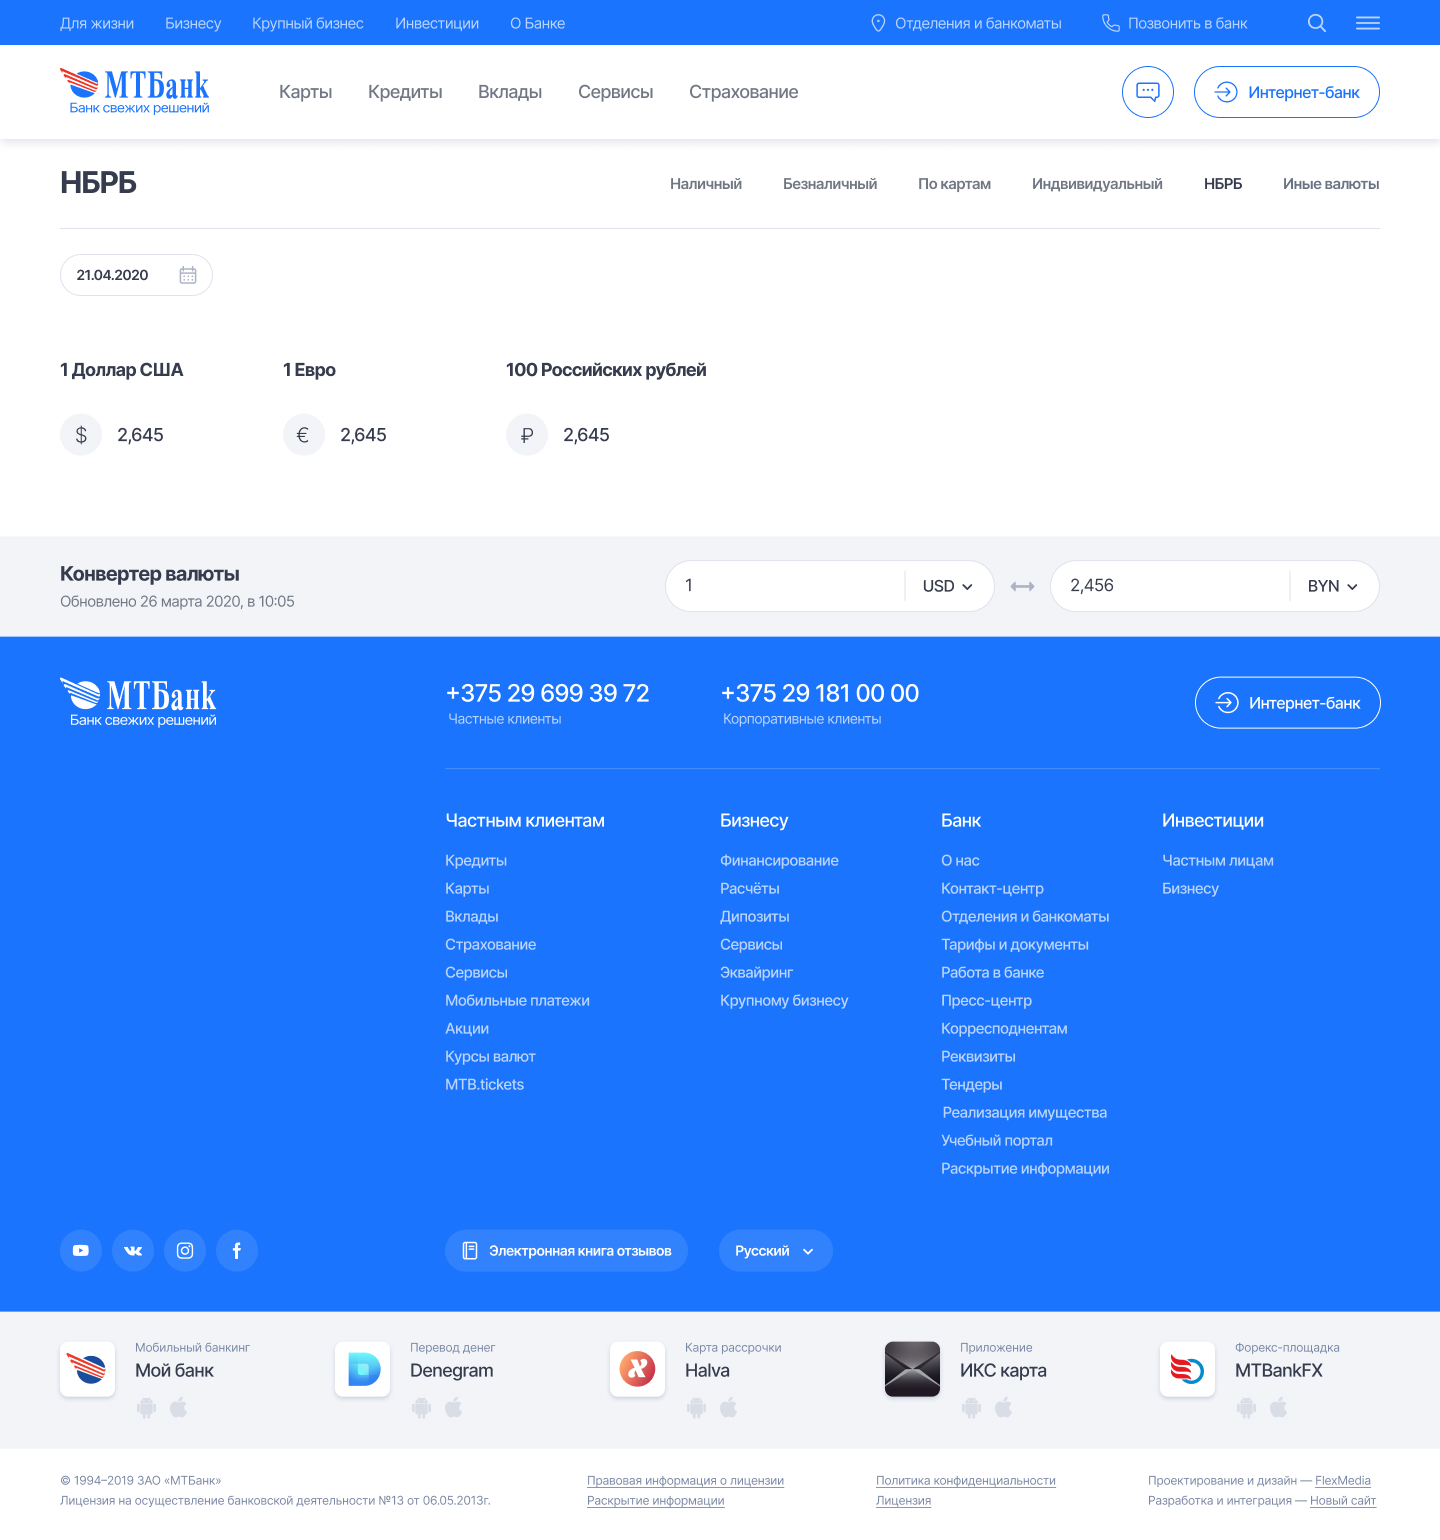 Для жизни Бизнесу Крупный бизнес Инвестиции О Банке Отделения и банкоматы Позвонить в банк
МТБанк
Банк свежих решений
Карты Кредиты Вклады Сервисы Страхование
Интернет-банк
НБРБ
Наличный Безналичный По картам Индвивидуальный НБРБ Иные валюты
21.04.2020
1 Доллар США 1 Евро 100 Российских рублей
$ 2,645 € 2,645 ₽ 2,645
Конвертер валюты
Обновлено 26 марта 2020, в 10:05
1 USD 2,456 BYN
МТБанк
Банк свежих решений
+375 29 699 39 72
Частные клиенты
+375 29 181 00 00
Корпоративные клиенты
Интернет-банк
Частным клиентам
Кредиты
Карты
Вклады
Страхование
Сервисы
Мобильные платежи
Акции
Курсы валют
MTB.tickets
Бизнесу
Финансирование
Расчёты
Дипозиты
Сервисы
Эквайринг
Крупному бизнесу
Банк
О нас
Контакт-центр
Отделения и банкоматы
Тарифы и документы
Работа в банке
Пресс-центр
Корресподнентам
Реквизиты
Тендеры
Реализация имущества
Учебный портал
Раскрытие информации
Инвестиции
Частным лицам
Бизнесу
Электронная книга отзывов Русский
Мобильный банкинг
Мой банк
Перевод денег
Denegram
Карта рассрочки
Halva
Приложение
ИКС карта
Форекс-площадка
MTBankFX
© 1994–2019 ЗАО «МТБанк»
Лицензия на осуществление банковской деятельности №13 от 06.05.2013г.
Правовая информация о лицензии
Раскрытие информации
Политика конфиденциальности
Лицензия
Проектирование и дизайн — FlexMedia
Разработка и интеграция — Новый сайт